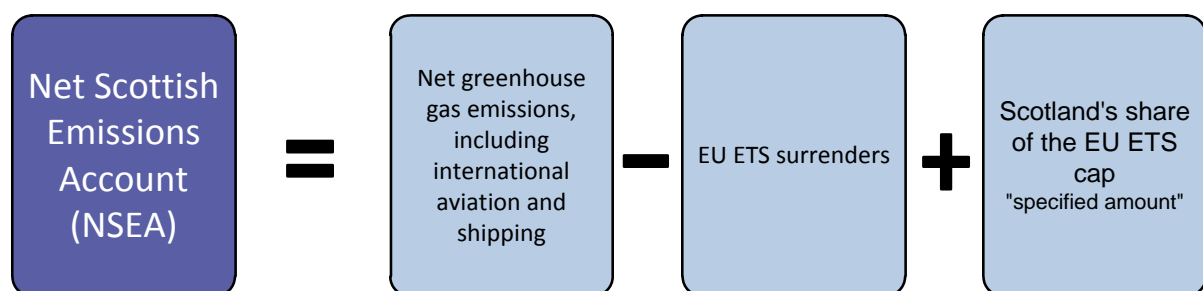 Net Scottish
Emissions
Account
(NSEA)
=
Net greenhouse
gas emissions,
including
international
aviation and
shipping
−
EU ETS surrenders
+
Scotland's share
of the EU ETS
cap
"specified amount"